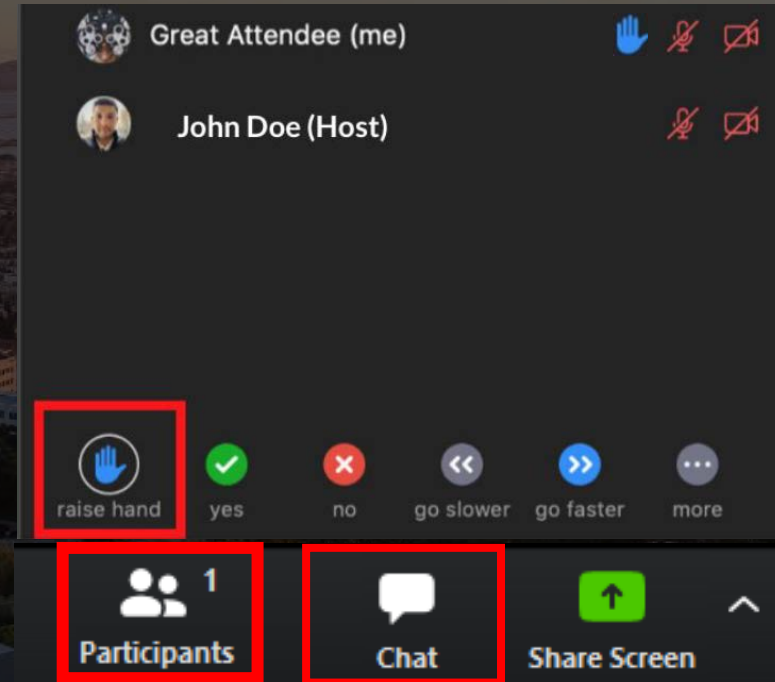 Great Attendee (me)
John Doe (Host)
raise hand yes no go slower go faster more
1
Participants Chat Share Screen